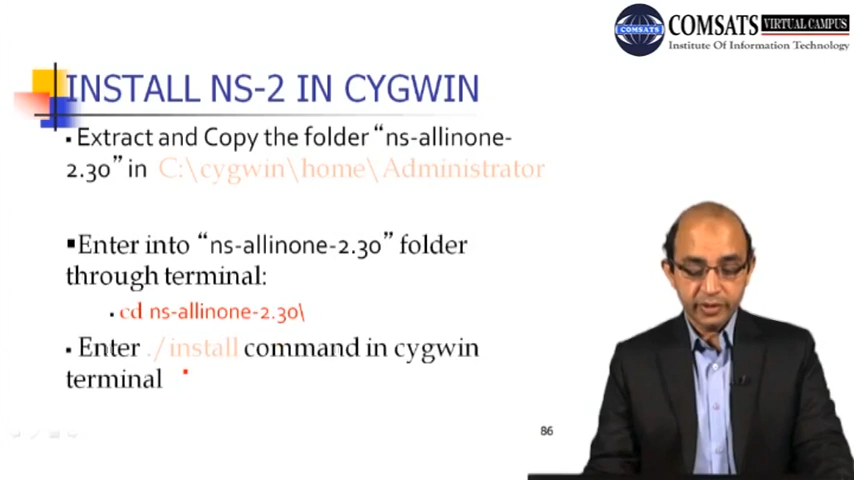 COMSATS VIRTUAL CAMPUS
COMSATS
Institute Of Information Technology
INSTALL NS-2 IN CYGWIN
▪ Extract and Copy the folder “ns-allinone-
2.30” in C:\cygwin\home\Administrator
▪Enter into “ns-allinone-2.30” folder
through terminal:
▪ cd ns-allinone-2.30\
▪ Enter ./install command in cygwin
terminal
86